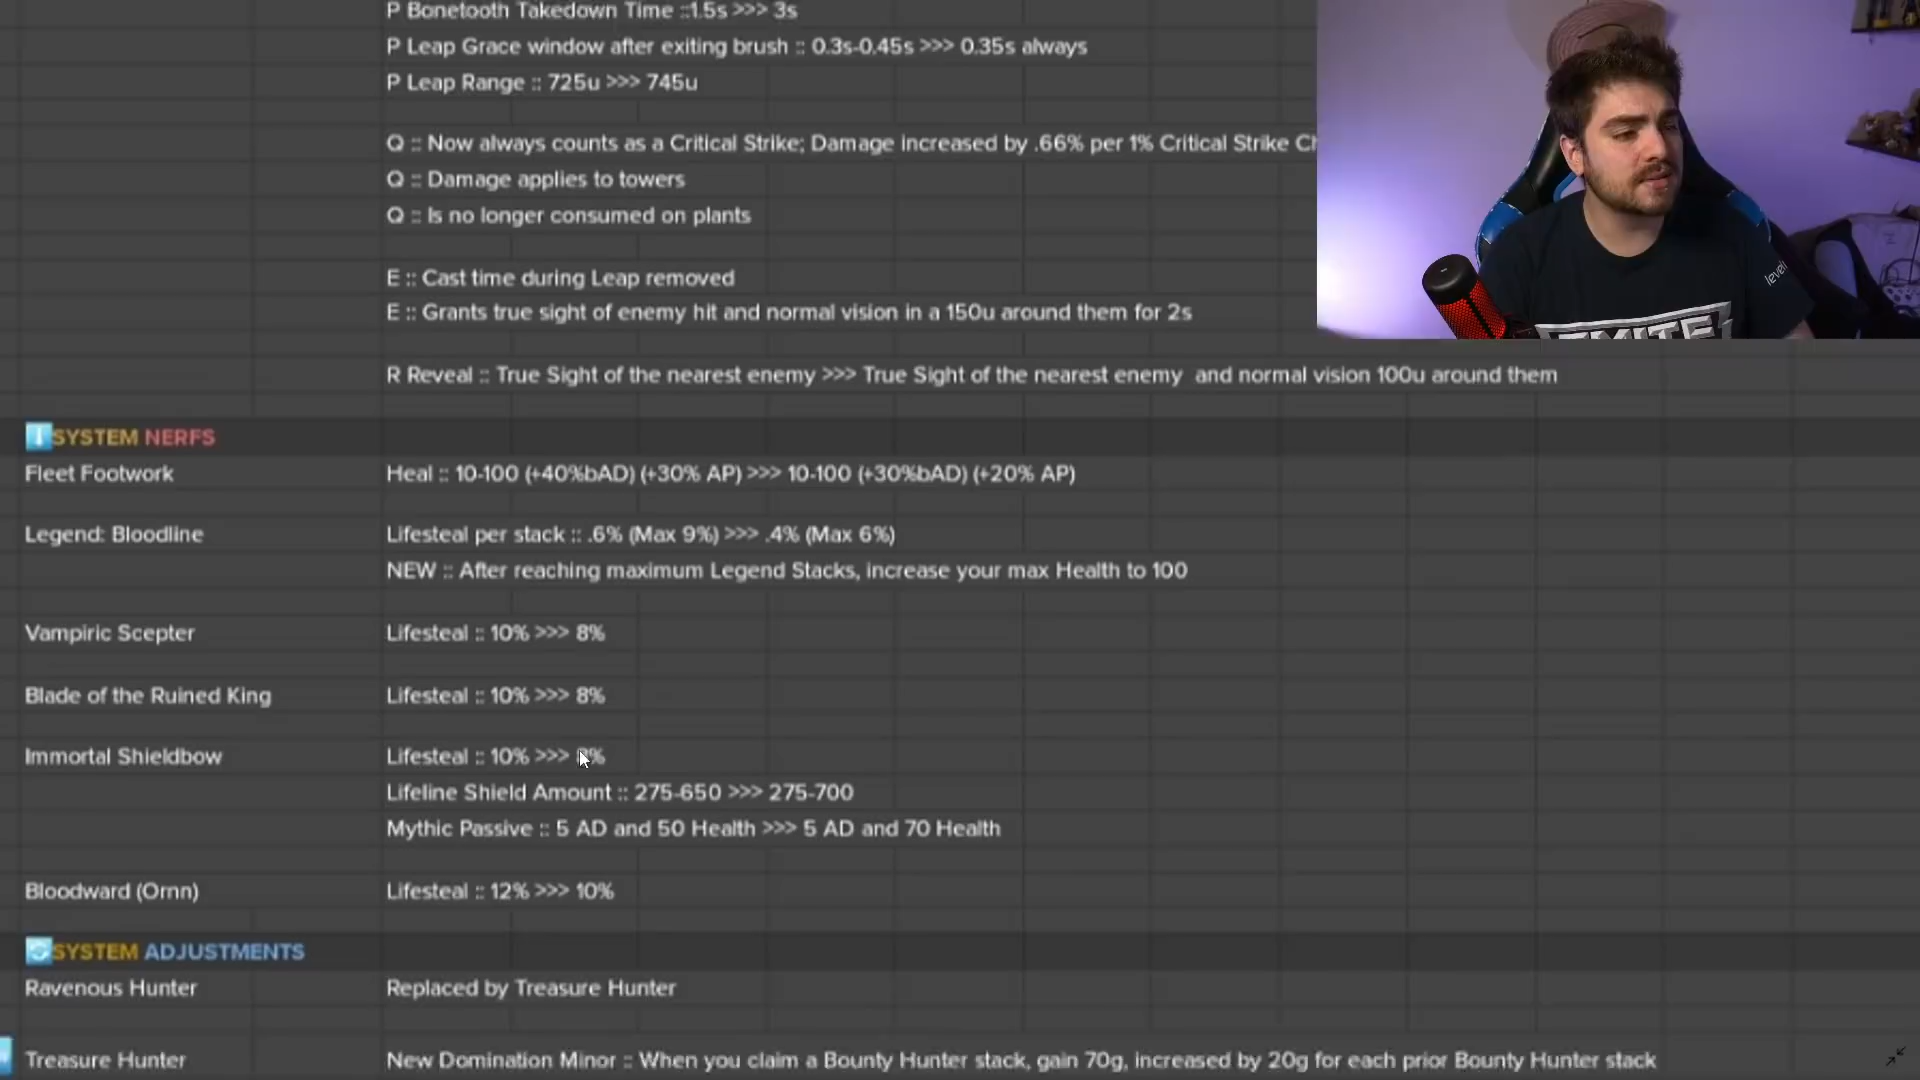 P Bonetooth Takedown Time ::1.5s >>> 3s
P Leap Grace window after exiting brush :: 0.3s-0.45s >>> 0.35s always
P Leap Range :: 725u >>> 745u
Q :: Now always counts as a Critical Strike; Damage increased by .66% per 1% Critical Strike
Q :: Damage applies to towers
Q :: Is no longer consumed on plants
level
E :: Cast time during Leap removed
E :: Grants true sight of enemy hit and normal vision in a 150u around them for 2s
R Reveal :: True Sight of the nearest enemy >>> True Sight of the nearest enemy and normal vision 100u around them
SYSTEM NERFS
Fleet Footwork Heal :: 10-100 (+40%bAD) (+30% AP) >>> 10-100 (+30%bAD) (+20% AP)
Legend: Bloodline Lifesteal per stack :: .6% (Max 9%) >>> .4% (Max 6%)
NEW :: After reaching maximum Legend Stacks, increase your max Health to 100
Vampiric Scepter Lifesteal :: 10% >>> 8%
Blade of the Ruined King Lifesteal :: 10% >>> 8%
Immortal Shieldbow Lifesteal :: 10% >>>
Lifeline Shield Amount :: 275-650 >>> 275-700
Mythic Passive :: 5 AD and 50 Health >>> 5 AD and 70 Health
Bloodward (Ornn) Lifesteal :: 12% >>> 10%
SYSTEM ADJUSTMENTS
Ravenous Hunter Replaced by Treasure Hunter
Treasure Hunter New Domination Minor :: When you claim a Bounty Hunter stack, gain 70g, increased by 20g for each prior Bounty Hunter stack